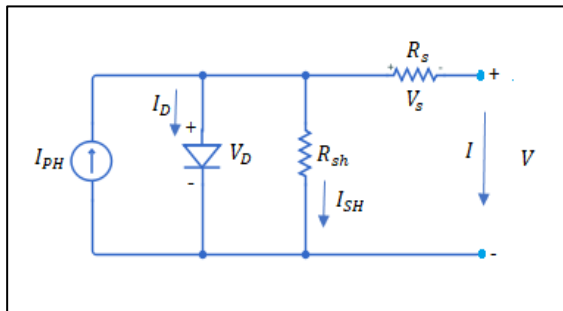 R_s
+ -
V_s
+
I_D
+
I_PH
V_D
-
R_sh
I_SH
I
V
-